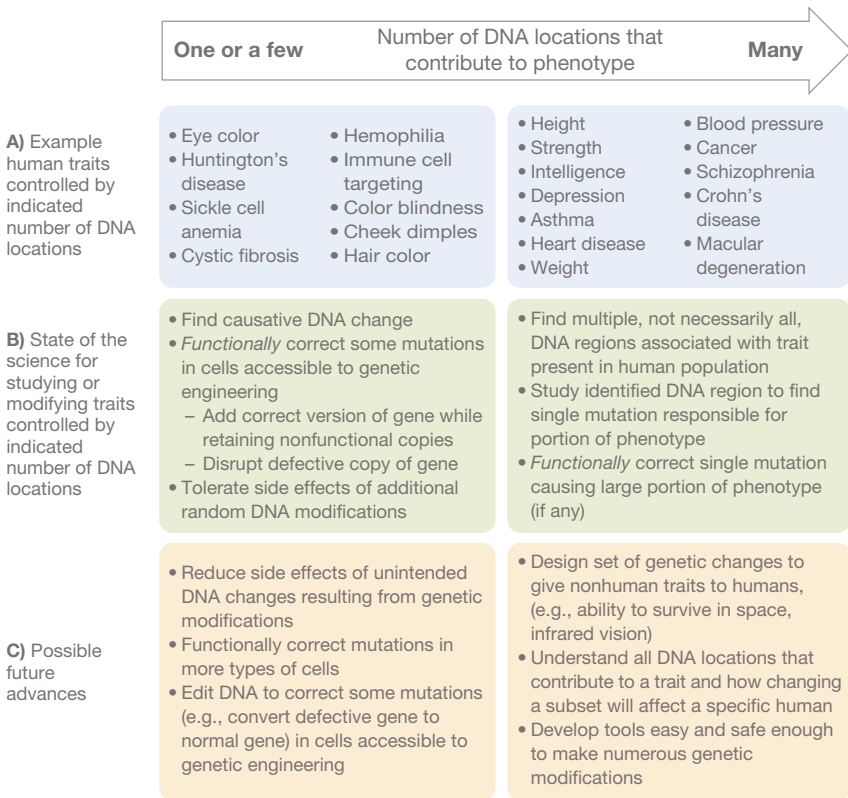 One or a few
Number of DNA locations that
contribute to phenotype
Many
A) Example
human traits
controlled by
indicated
number of DNA
locations
• Eye color
• Huntington's
disease
• Sickle cell
anemia
• Cystic fibrosis
• Hemophilia
• Immune cell
targeting
• Color blindness
• Cheek dimples
• Hair color
• Height
• Strength
• Intelligence
• Depression
• Asthma
• Heart disease
• Weight
• Blood pressure
• Cancer
• Schizophrenia
• Crohn's
disease
• Macular
degeneration
B) State of the
science for
studying or
modifying traits
controlled by
indicated
number of DNA
locations
• Find causative DNA change
• Functionally correct some mutations
in cells accessible to genetic
engineering
– Add correct version of gene while
retaining nonfunctional copies
– Disrupt defective copy of gene
• Tolerate side effects of additional
random DNA modifications
• Find multiple, not necessarily all,
DNA regions associated with trait
present in human population
• Study identified DNA region to find
single mutation responsible for
portion of phenotype
• Functionally correct single mutation
causing large portion of phenotype
(if any)
C) Possible
future
advances
• Reduce side effects of unintended
DNA changes resulting from genetic
modifications
• Functionally correct mutations in
more types of cells
• Edit DNA to correct some mutations
(e.g., convert defective gene to
normal gene) in cells accessible to
genetic engineering
• Design set of genetic changes to
give nonhuman traits to humans,
(e.g., ability to survive in space,
infrared vision)
• Understand all DNA locations that
contribute to a trait and how changing
a subset will affect a specific human
• Develop tools easy and safe enough
to make numerous genetic
modifications